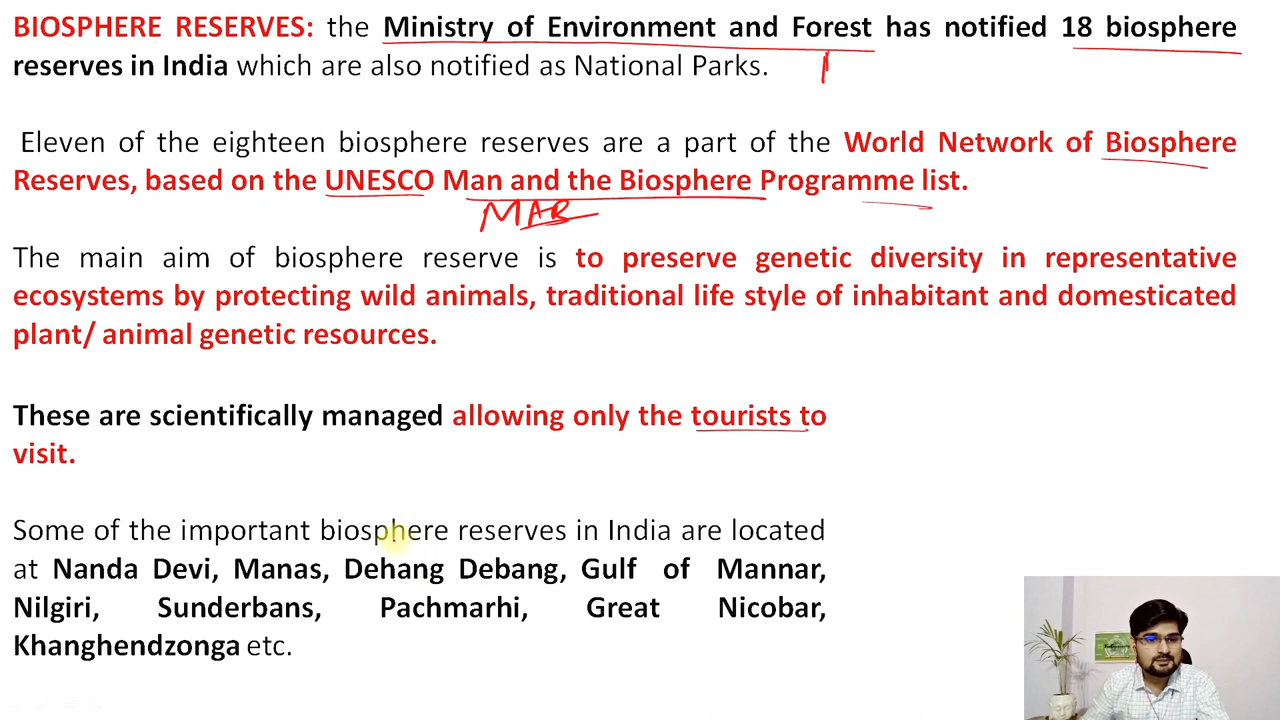 BIOSPHERE RESERVES: the Ministry of Environment and Forest has notified 18 biosphere
reserves in India which are also notified as National Parks.
Eleven of the eighteen biosphere reserves are a part of the World Network of Biosphere
Reserves, based on the UNESCO Man and the Biosphere Programme list.
MAB
The main aim of biosphere reserve is to preserve genetic diversity in representative
ecosystems by protecting wild animals, traditional life style of inhabitant and domesticated
plant/ animal genetic resources.
These are scientifically managed allowing only the tourists to
visit.
Some of the important biosphere reserves in India are located
at Nanda Devi, Manas, Dehang Debang, Gulf of Mannar,
Nilgiri, Sunderbans, Pachmarhi, Great Nicobar,
Khanghendzonga etc.